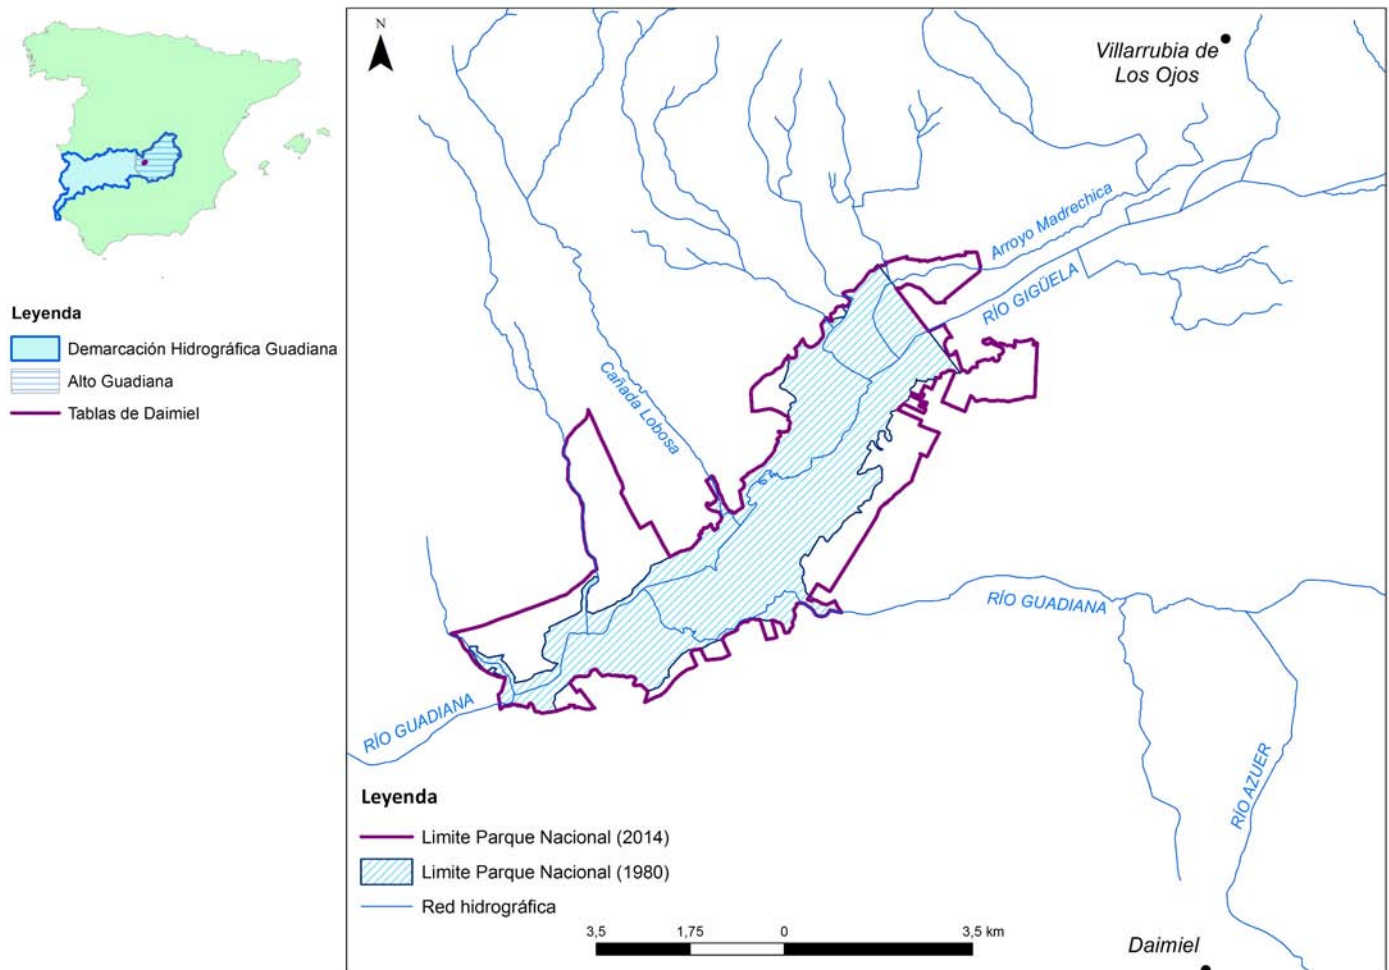 Leyenda
Demarcación Hidrográfica Guadiana
Alto Guadiana
Tablas de Daimiel
N
Villarrubia de
Los Ojos
Arroyo Madrechica
RÍO GIGÜELA
Cañada Lobosa
RÍO GUADIANA
RÍO GUADIANA
RÍO AZUER
Leyenda
Limite Parque Nacional (2014)
Limite Parque Nacional (1980)
Red hidrográfica
3,5 1,75 0 3,5 km
Daimiel